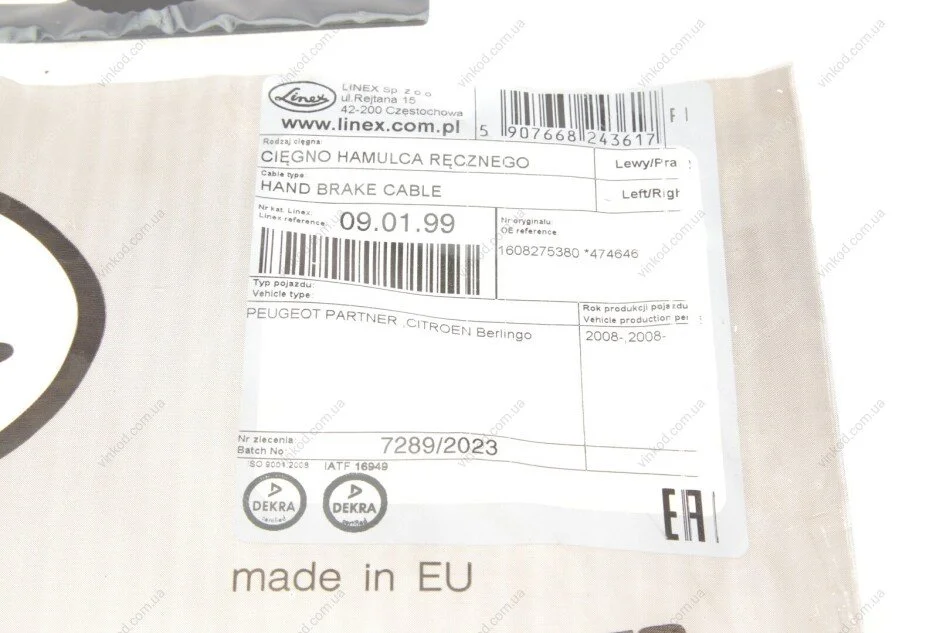 Linex
LINEX Sp. z o.o.
ul.Rejtana 15
42-200 Częstochowa
www.linex.com.pl
5 907668 243617
Rodzaj cięgna:
CIĘGNO HAMULCA RĘCZNEGO
Lewy/Pra
Cable type
HAND BRAKE CABLE
Left/Righ
Nr kat. Linex:
Linex reference:
09.01.99
Nr oryginału
OE reference
1608275380 *474646
Typ pojazdu:
Vehicle type:
Rok produkcji pojazdu
Vehicle production per
PEUGEOT PARTNER ,CITROEN Berlingo
2008-,2008-
Nr zlecenia
Batch No:
7289/2023
ISO 9001:2008
IATF 16949
DEKRA
certified
DEKRA
certified
EA
made in EU
vinkod.com.ua